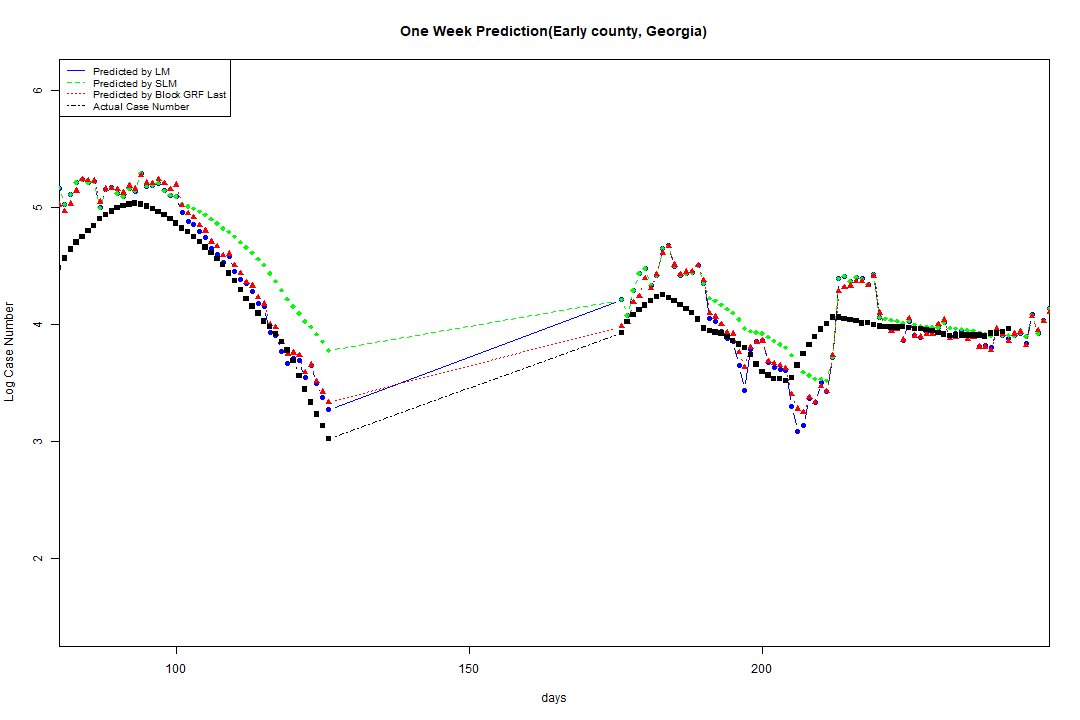 One Week Prediction(Early county, Georgia)
Predicted by LM
Predicted by SLM
Predicted by Block GRF Last
Actual Case Number
6
5
4
3
2
Log Case Number
100 150 200
days